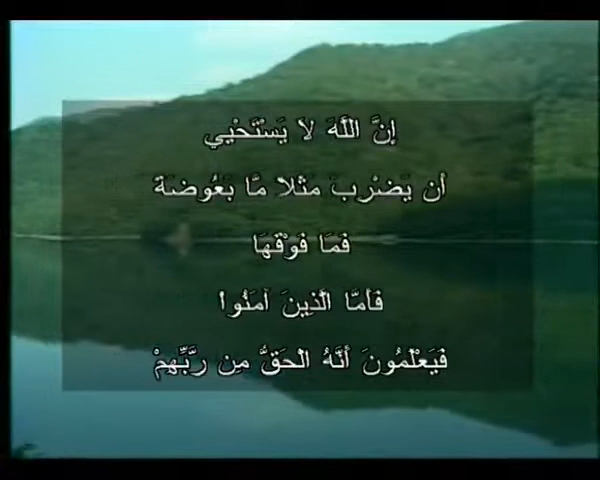 إِنَّ اللَّهَ لاَ يَسْتَحْيِي
أَن يَضْرِبَ مَثَلاً مَّا بَعُوضَةً
فَمَا فَوْقَهَا
فَأَمَّا الَّذِينَ آمَنُواْ
فَيَعْلَمُونَ أَنَّهُ الْحَقُّ مِن رَّبِّهِمْ